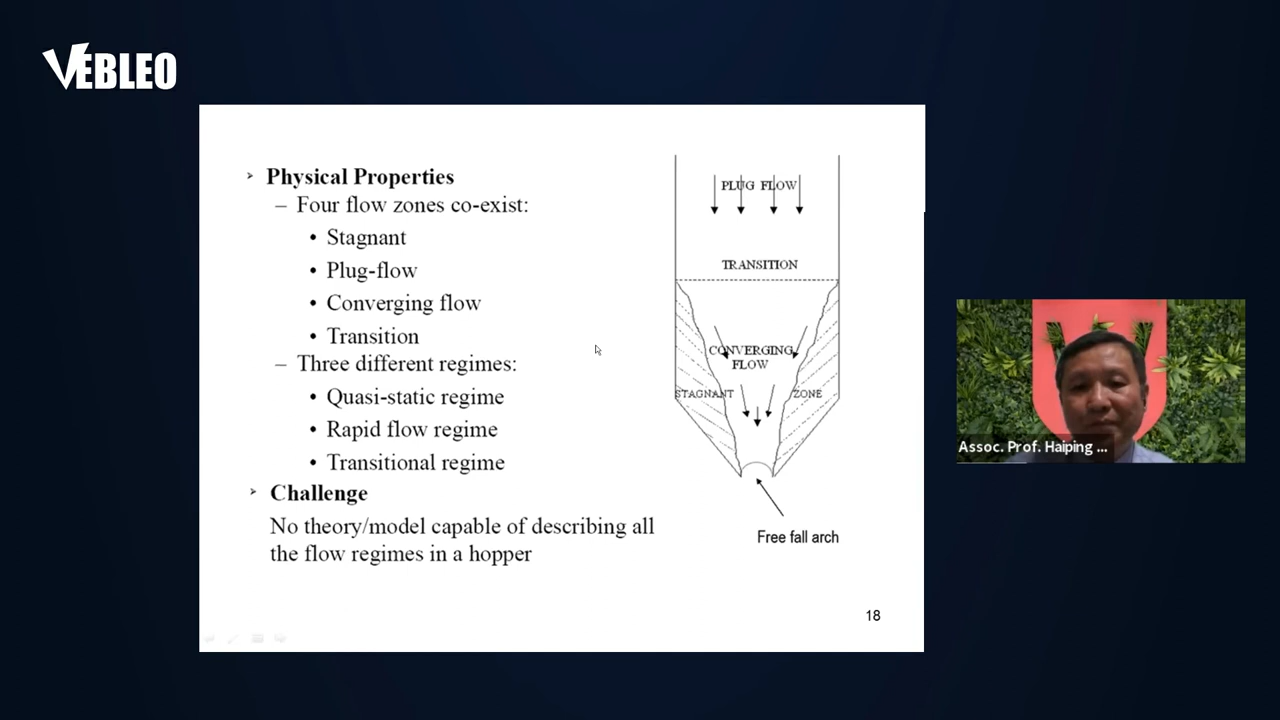 VEBLEO
Physical Properties
– Four flow zones co-exist:
• Stagnant
• Plug-flow
• Converging flow
• Transition
– Three different regimes:
• Quasi-static regime
• Rapid flow regime
• Transitional regime
Challenge
No theory/model capable of describing all
the flow regimes in a hopper
PLUG FLOW
TRANSITION
CONVERGING
FLOW
STAGNANT ZONE
Free fall arch
18
Assoc. Prof. Haiping ...